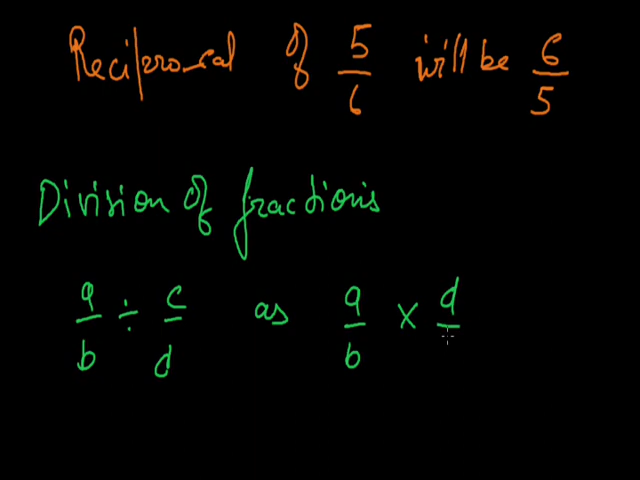 Reciprocal of 5/6 will be 6/5
Division of fractions
a/b ÷ c/d as a/b × d/